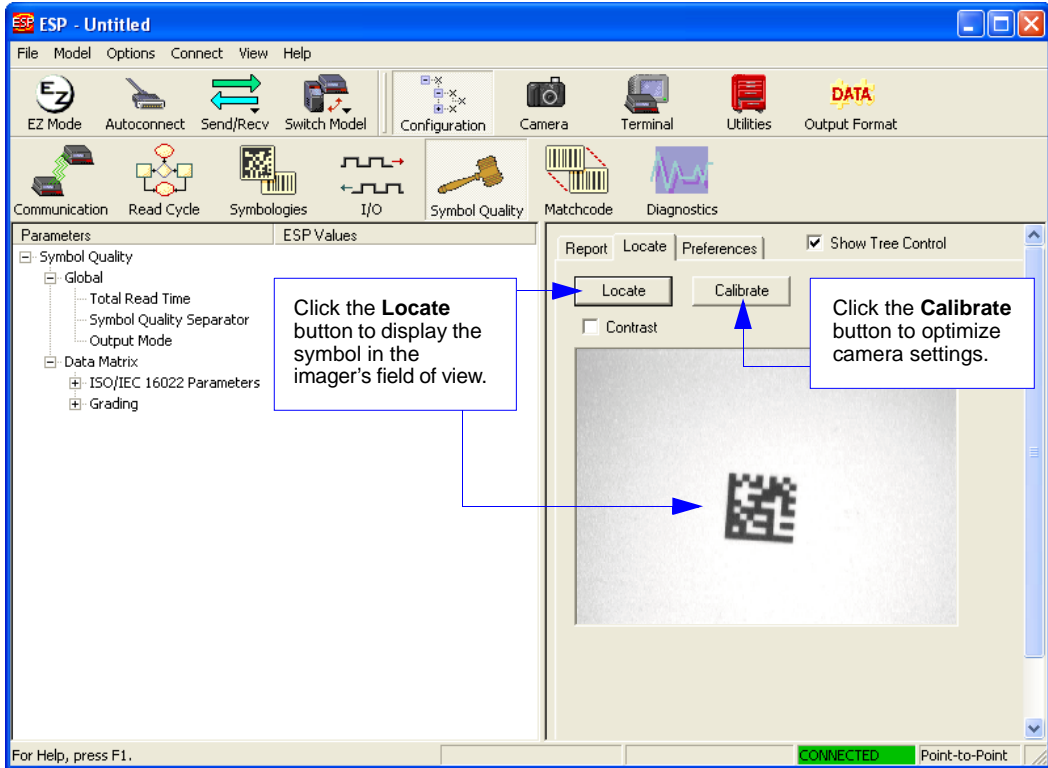 ESP - Untitled
File Model Options Connect View Help
EZ Mode Autoconnect Send/Recv Switch Model Configuration Camera Terminal Utilities DATA Output Format
Communication Read Cycle Symbologies I/O Symbol Quality Matchcode Diagnostics
Parameters ESP Values
Symbol Quality
Global
Total Read Time
Symbol Quality Separator
Output Mode
Data Matrix
ISO/IEC 16022 Parameters
Grading
Report Locate Preferences Show Tree Control
Locate Calibrate
Contrast
Click the Locate
button to display the
symbol in the
imager's field of view.
Click the Calibrate
button to optimize
camera settings.
For Help, press F1. CONNECTED Point-to-Point